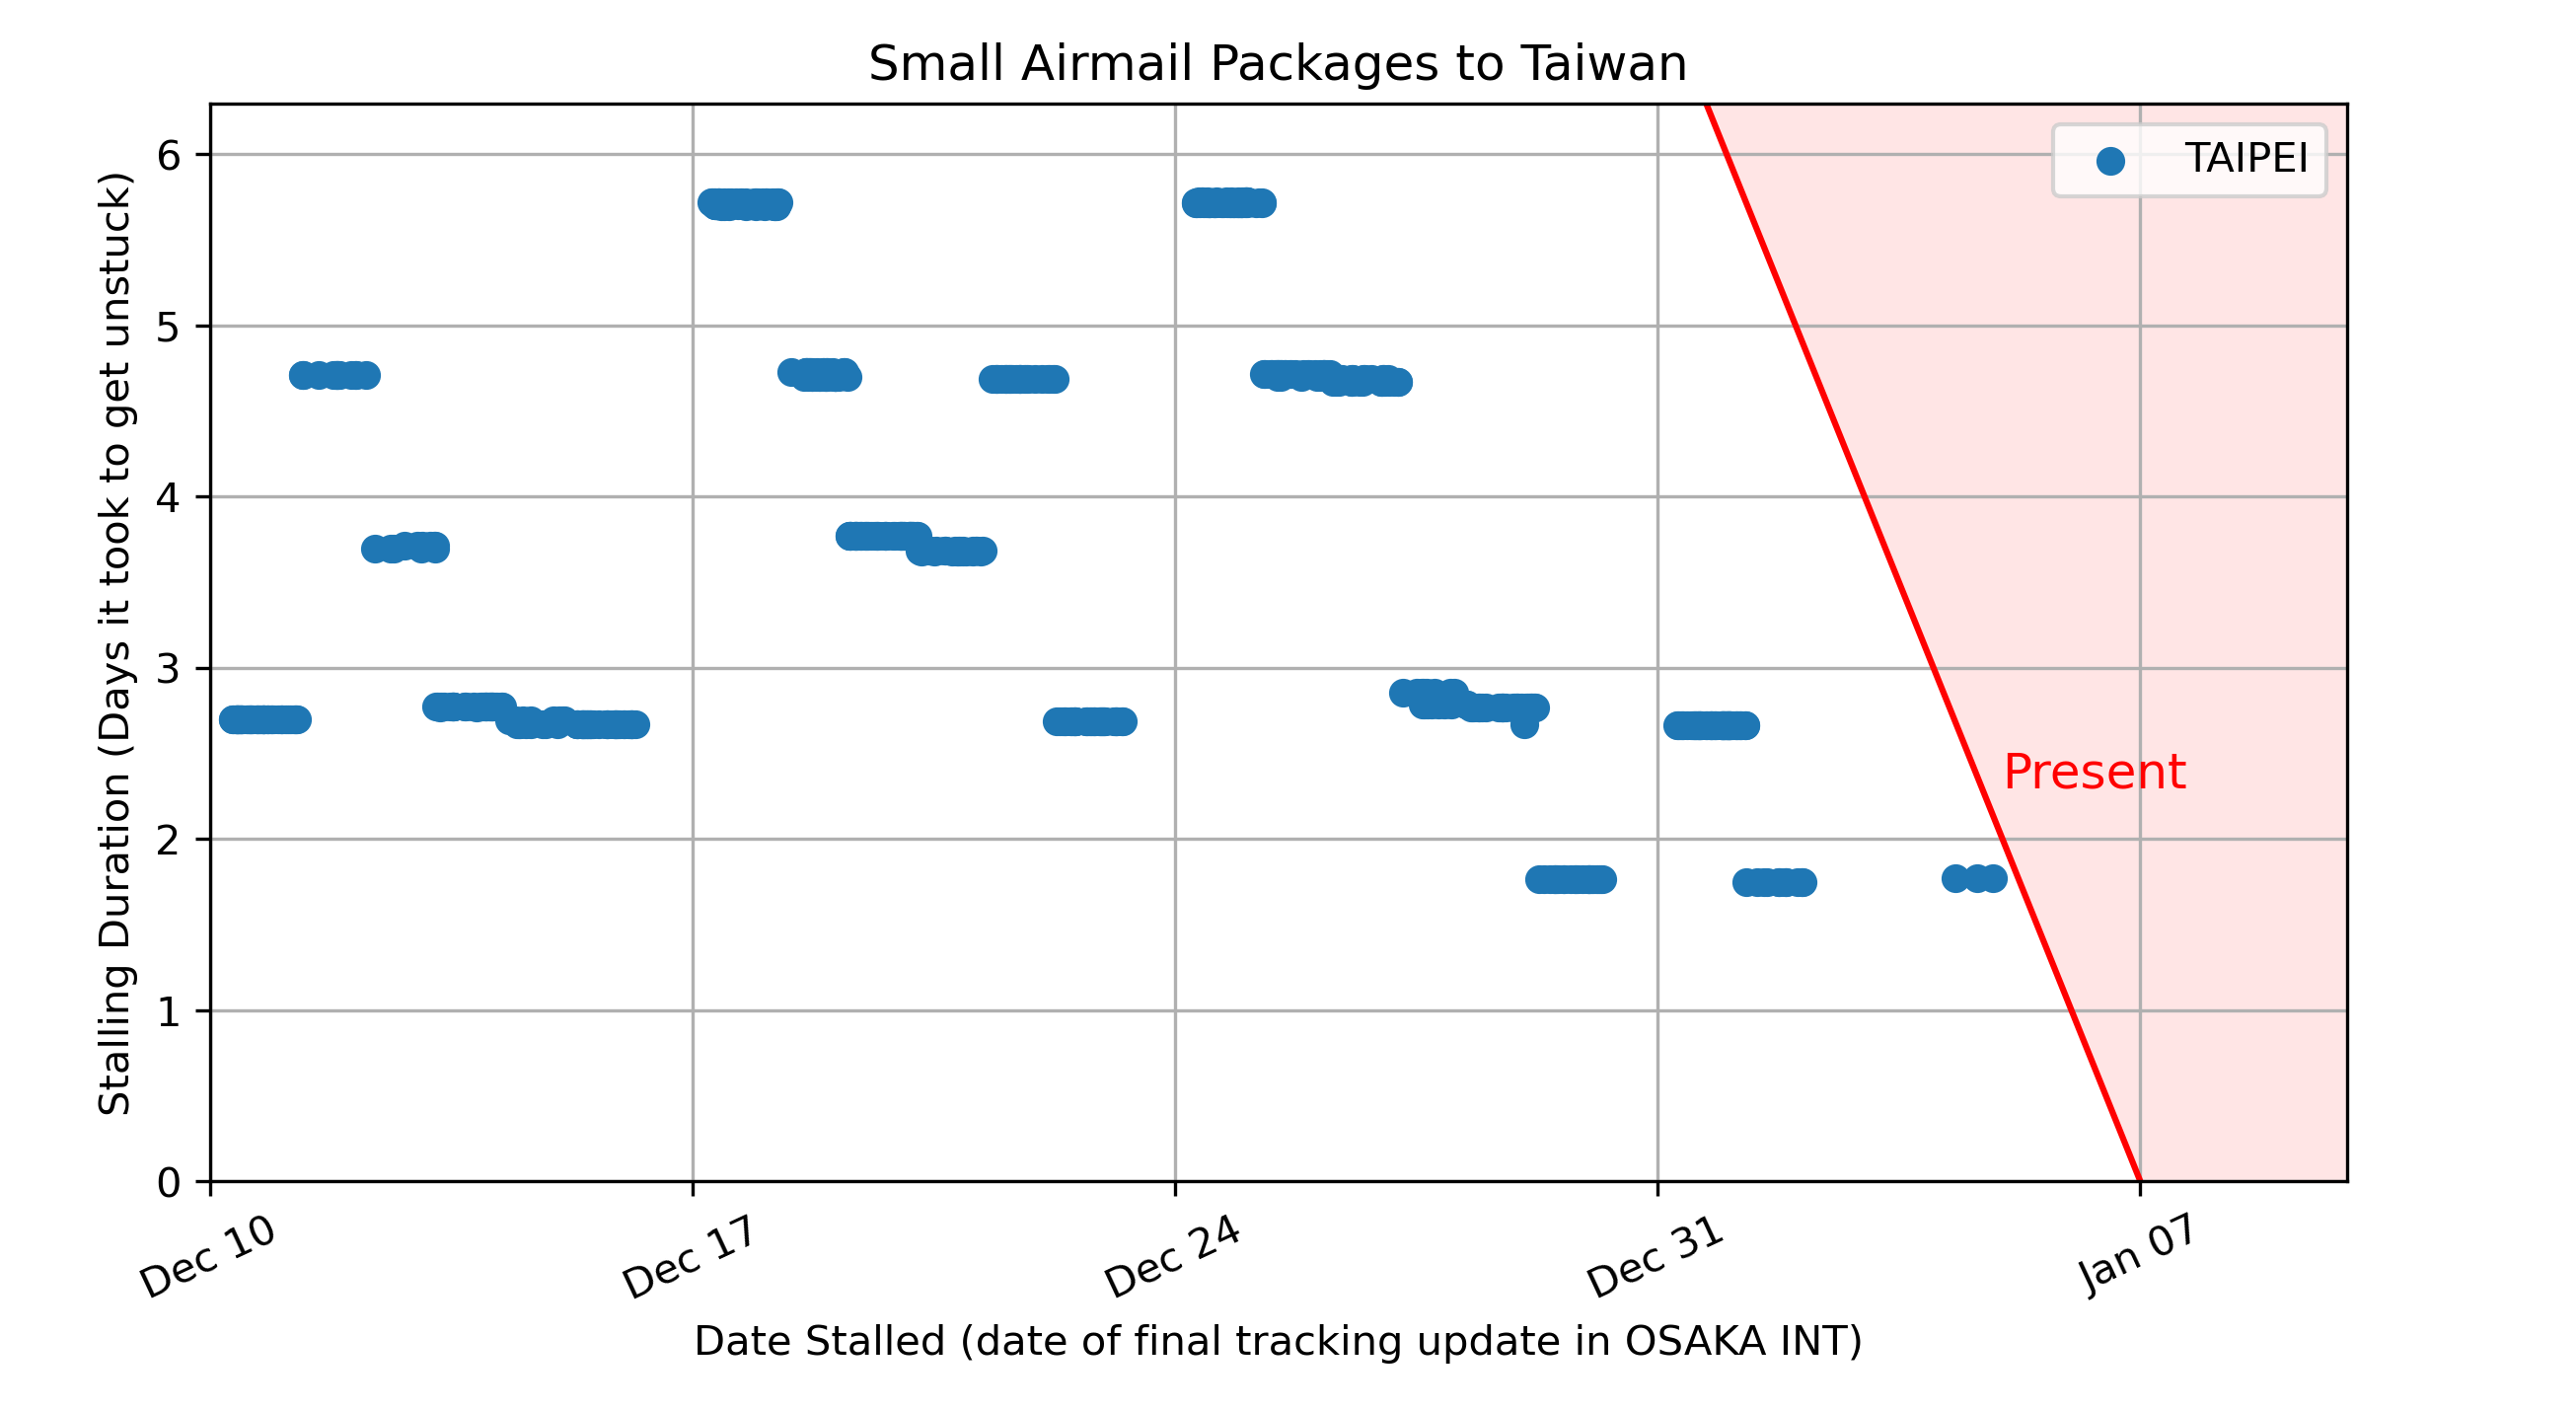 Small Airmail Packages to Taiwan
TAIPEI
6
5
4
3
2
1
0
Stalling Duration (Days it took to get unstuck)
Present
Dec 10
Dec 17
Dec 24
Dec 31
Jan 07
Date Stalled (date of final tracking update in OSAKA INT)